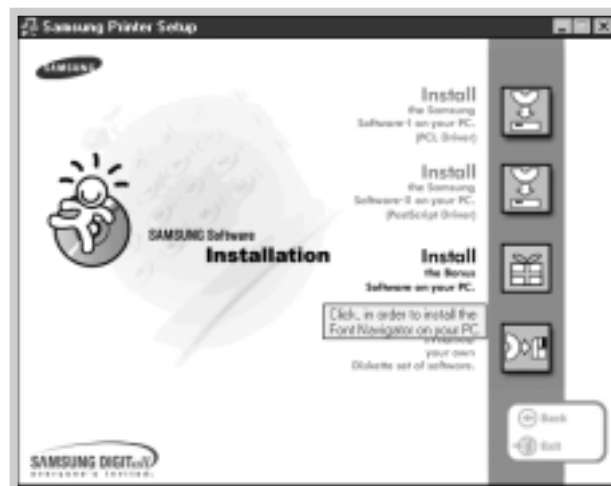 Samsung Printer Setup
SAMSUNG
Install
the Samsung
Software-I on your PC.
(PCL Driver)
Install
the Samsung
Software-II on your PC.
(PostScript Driver)
SAMSUNG Software
Installation
Install
the Bonus
Software on your PC.
Click, in order to install the
Font Navigator on your PC
your own
Diskette set of software.
Back
Exit
SAMSUNG DIGITall
everyone's invited.